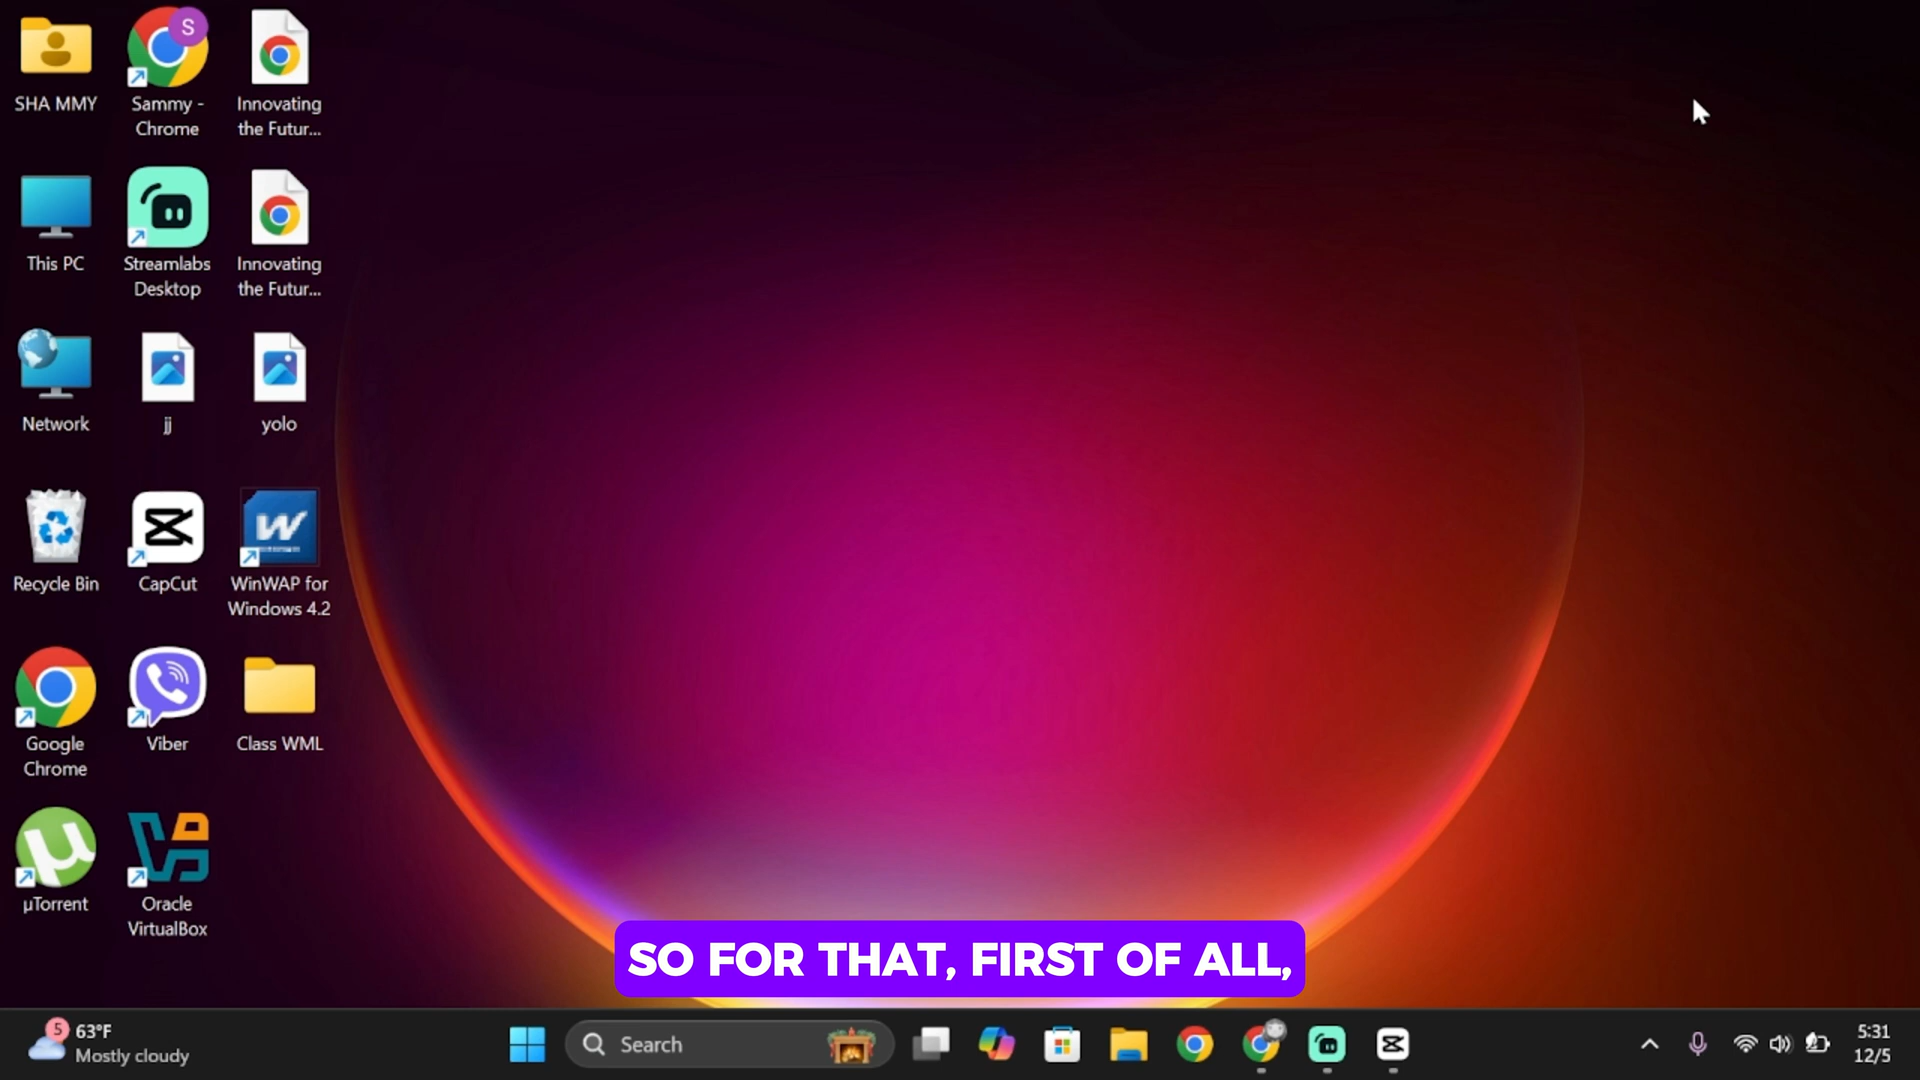 SHA MMY
S
Sammy -
Chrome
Innovating
the Futur...
This PC
Streamlabs
Desktop
Innovating
the Futur...
Network
jj
yolo
Recycle Bin
CapCut
W
WinWAP for
Windows 4.2
Google
Chrome
Viber
Class WML
µ
µTorrent
Oracle
VirtualBox
SO FOR THAT, FIRST OF ALL,
5
63°F
Mostly cloudy
Search
5:31
12/5